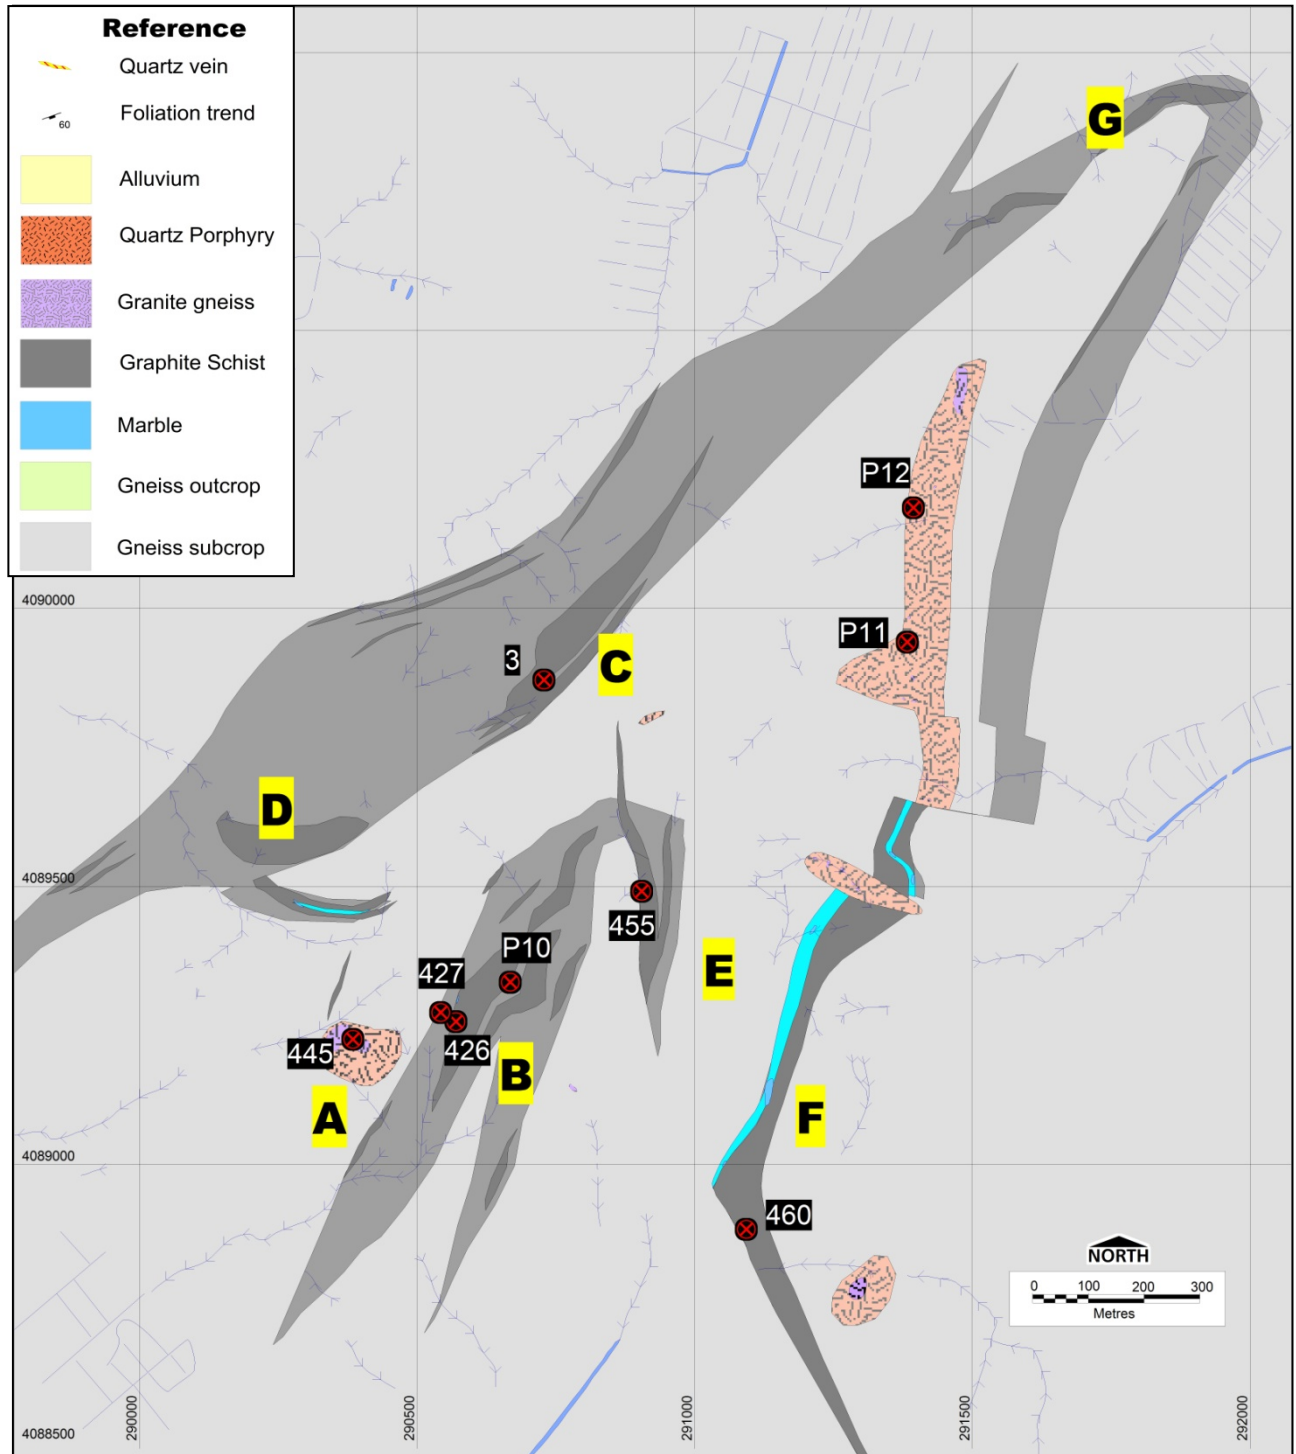 Reference
Quartz vein
60
Foliation trend
Alluvium
Quartz Porphyry
Granite gneiss
Graphite Schist
Marble
Gneiss outcrop
Gneiss subcrop
G
P12
4090000
P11
3
C
D
455
P10
427
E
426
445
B
A
F
4089000
460
NORTH
0 100 200 300
Metres
4088500
290000
290500
291000
291500
292000
4089500